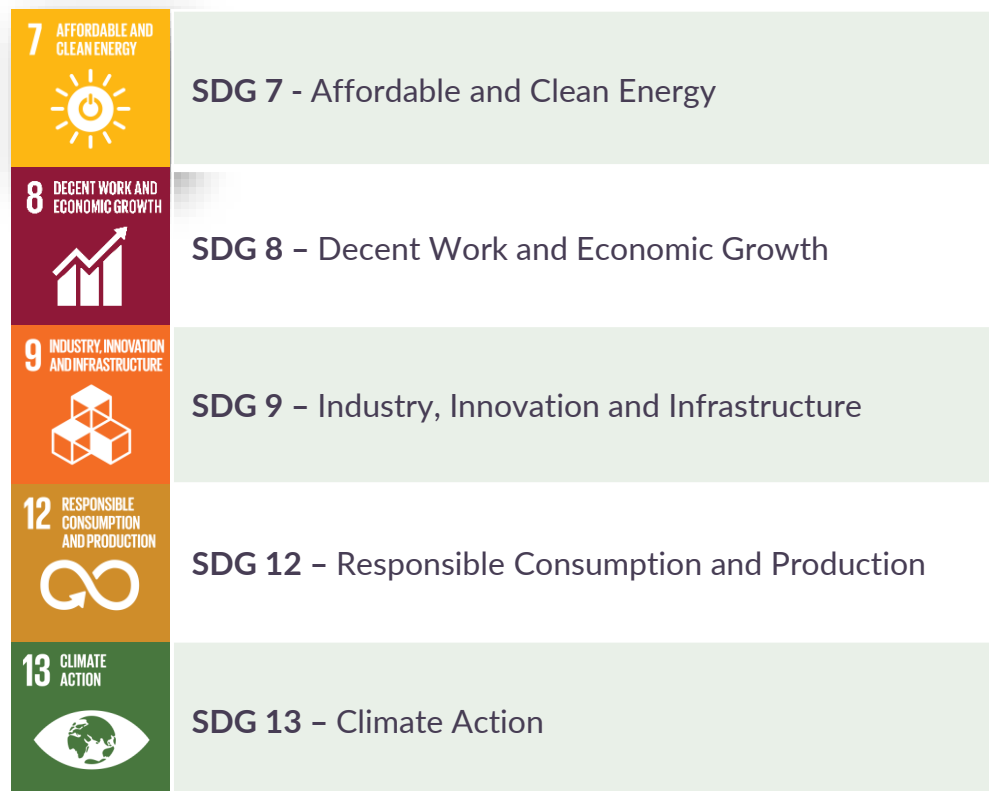 7 AFFORDABLE AND
CLEAN ENERGY
SDG 7 - Affordable and Clean Energy
8 DECENT WORK AND
ECONOMIC GROWTH
SDG 8 – Decent Work and Economic Growth
9 INDUSTRY, INNOVATION
AND INFRASTRUCTURE
SDG 9 – Industry, Innovation and Infrastructure
12 RESPONSIBLE
CONSUMPTION
AND PRODUCTION
SDG 12 – Responsible Consumption and Production
13 CLIMATE
ACTION
SDG 13 – Climate Action